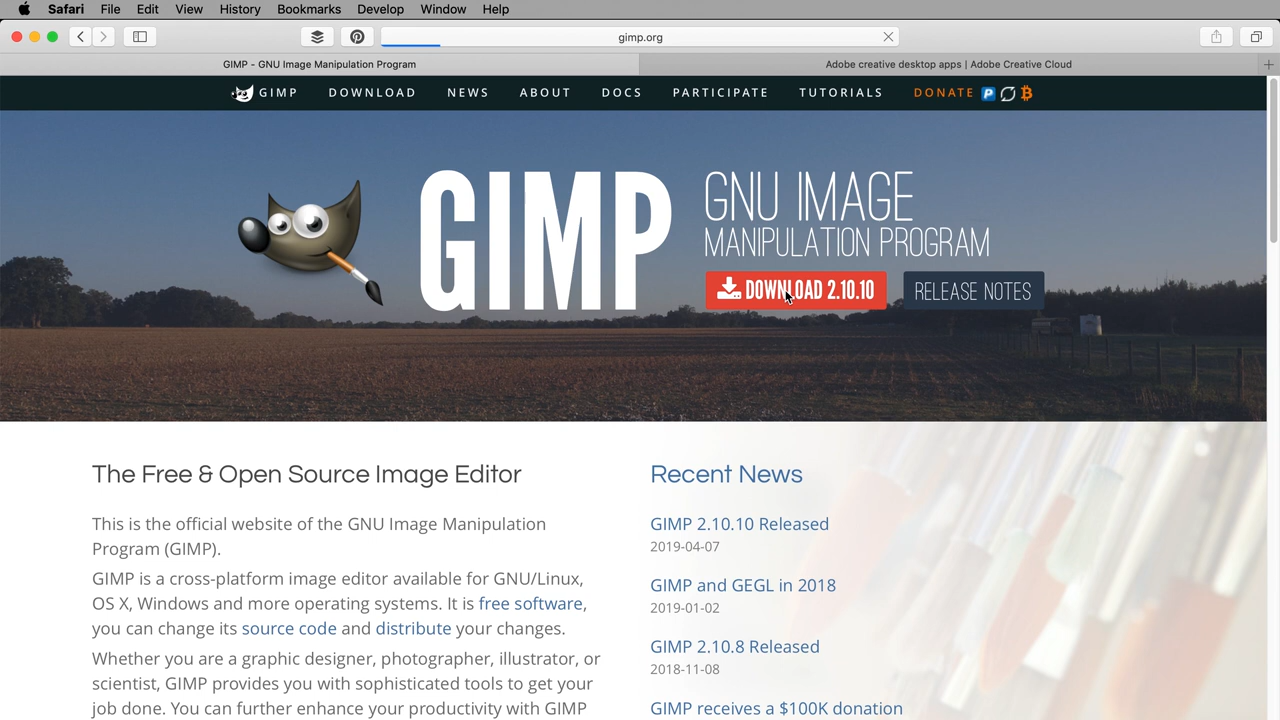 Safari File Edit View History Bookmarks Develop Window Help
gimp.org
GIMP - GNU Image Manipulation Program
Adobe creative desktop apps | Adobe Creative Cloud
GIMP DOWNLOAD NEWS ABOUT DOCS PARTICIPATE TUTORIALS DONATE
GIMP
GNU IMAGE
MANIPULATION PROGRAM
DOWNLOAD 2.10.10
RELEASE NOTES
The Free & Open Source Image Editor
This is the official website of the GNU Image Manipulation
Program (GIMP).
GIMP is a cross-platform image editor available for GNU/Linux,
OS X, Windows and more operating systems. It is free software,
you can change its source code and distribute your changes.
Whether you are a graphic designer, photographer, illustrator, or
scientist, GIMP provides you with sophisticated tools to get your
job done. You can further enhance your productivity with GIMP
Recent News
GIMP 2.10.10 Released
2019-04-07
GIMP and GEGL in 2018
2019-01-02
GIMP 2.10.8 Released
2018-11-08
GIMP receives a $100K donation